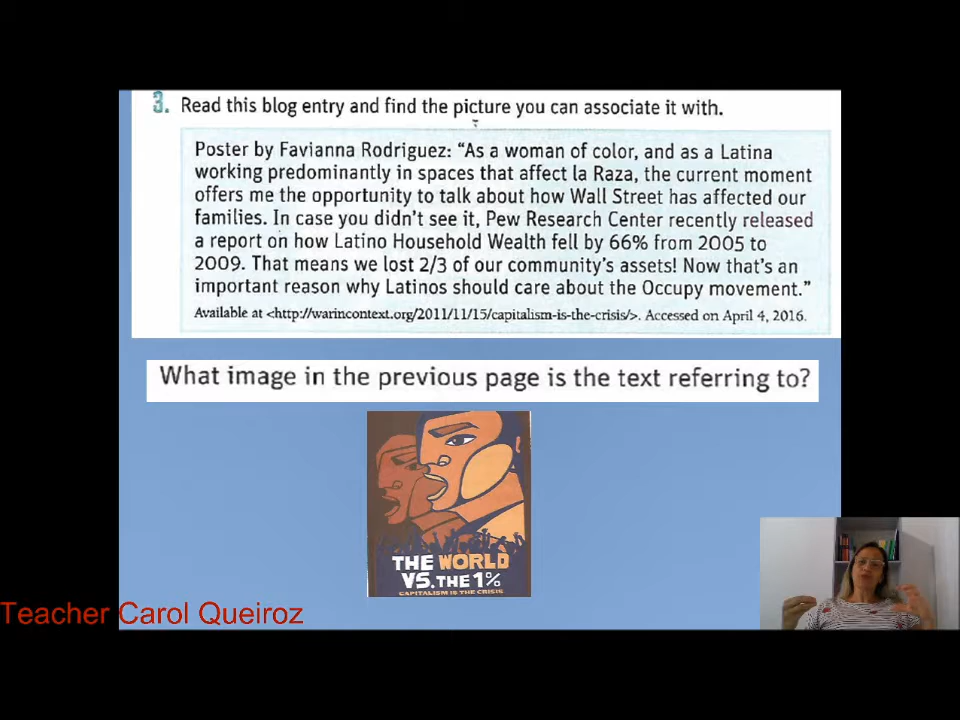 3. Read this blog entry and find the picture you can associate it with.
Poster by Favianna Rodriguez: “As a woman of color, and as a Latina
working predominantly in spaces that affect la Raza, the current moment
offers me the opportunity to talk about how Wall Street has affected our
families. In case you didn’t see it, Pew Research Center recently released
a report on how Latino Household Wealth fell by 66% from 2005 to
2009. That means we lost 2/3 of our community’s assets! Now that’s an
important reason why Latinos should care about the Occupy movement.”
Available at <http://warincontext.org/2011/11/15/capitalism-is-the-crisis/>. Accessed on April 4, 2016.
What image in the previous page is the text referring to?
THE WORLD
VS. THE 1%
CAPITALISM IS THE CRISIS
Teacher Carol Queiroz